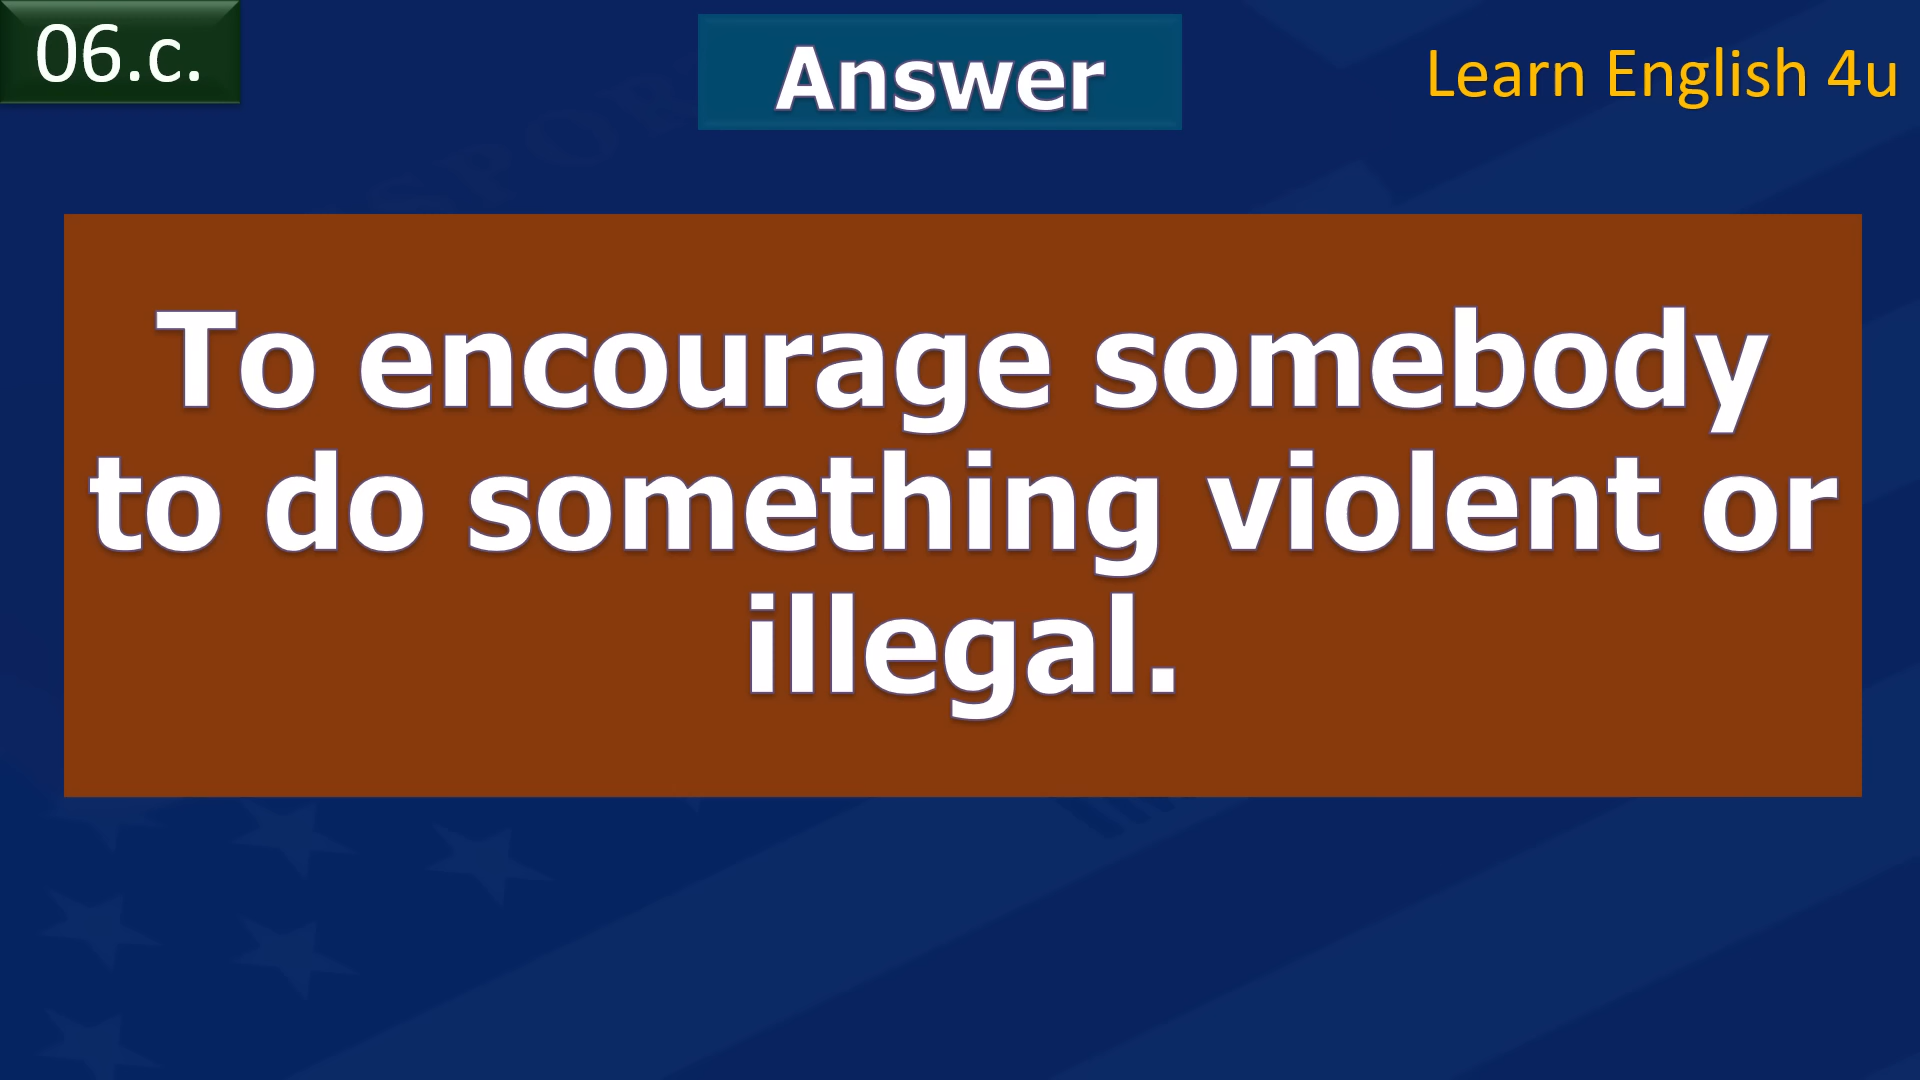 06.c.
Answer
Learn English 4u
To encourage somebody
to do something violent or
illegal.